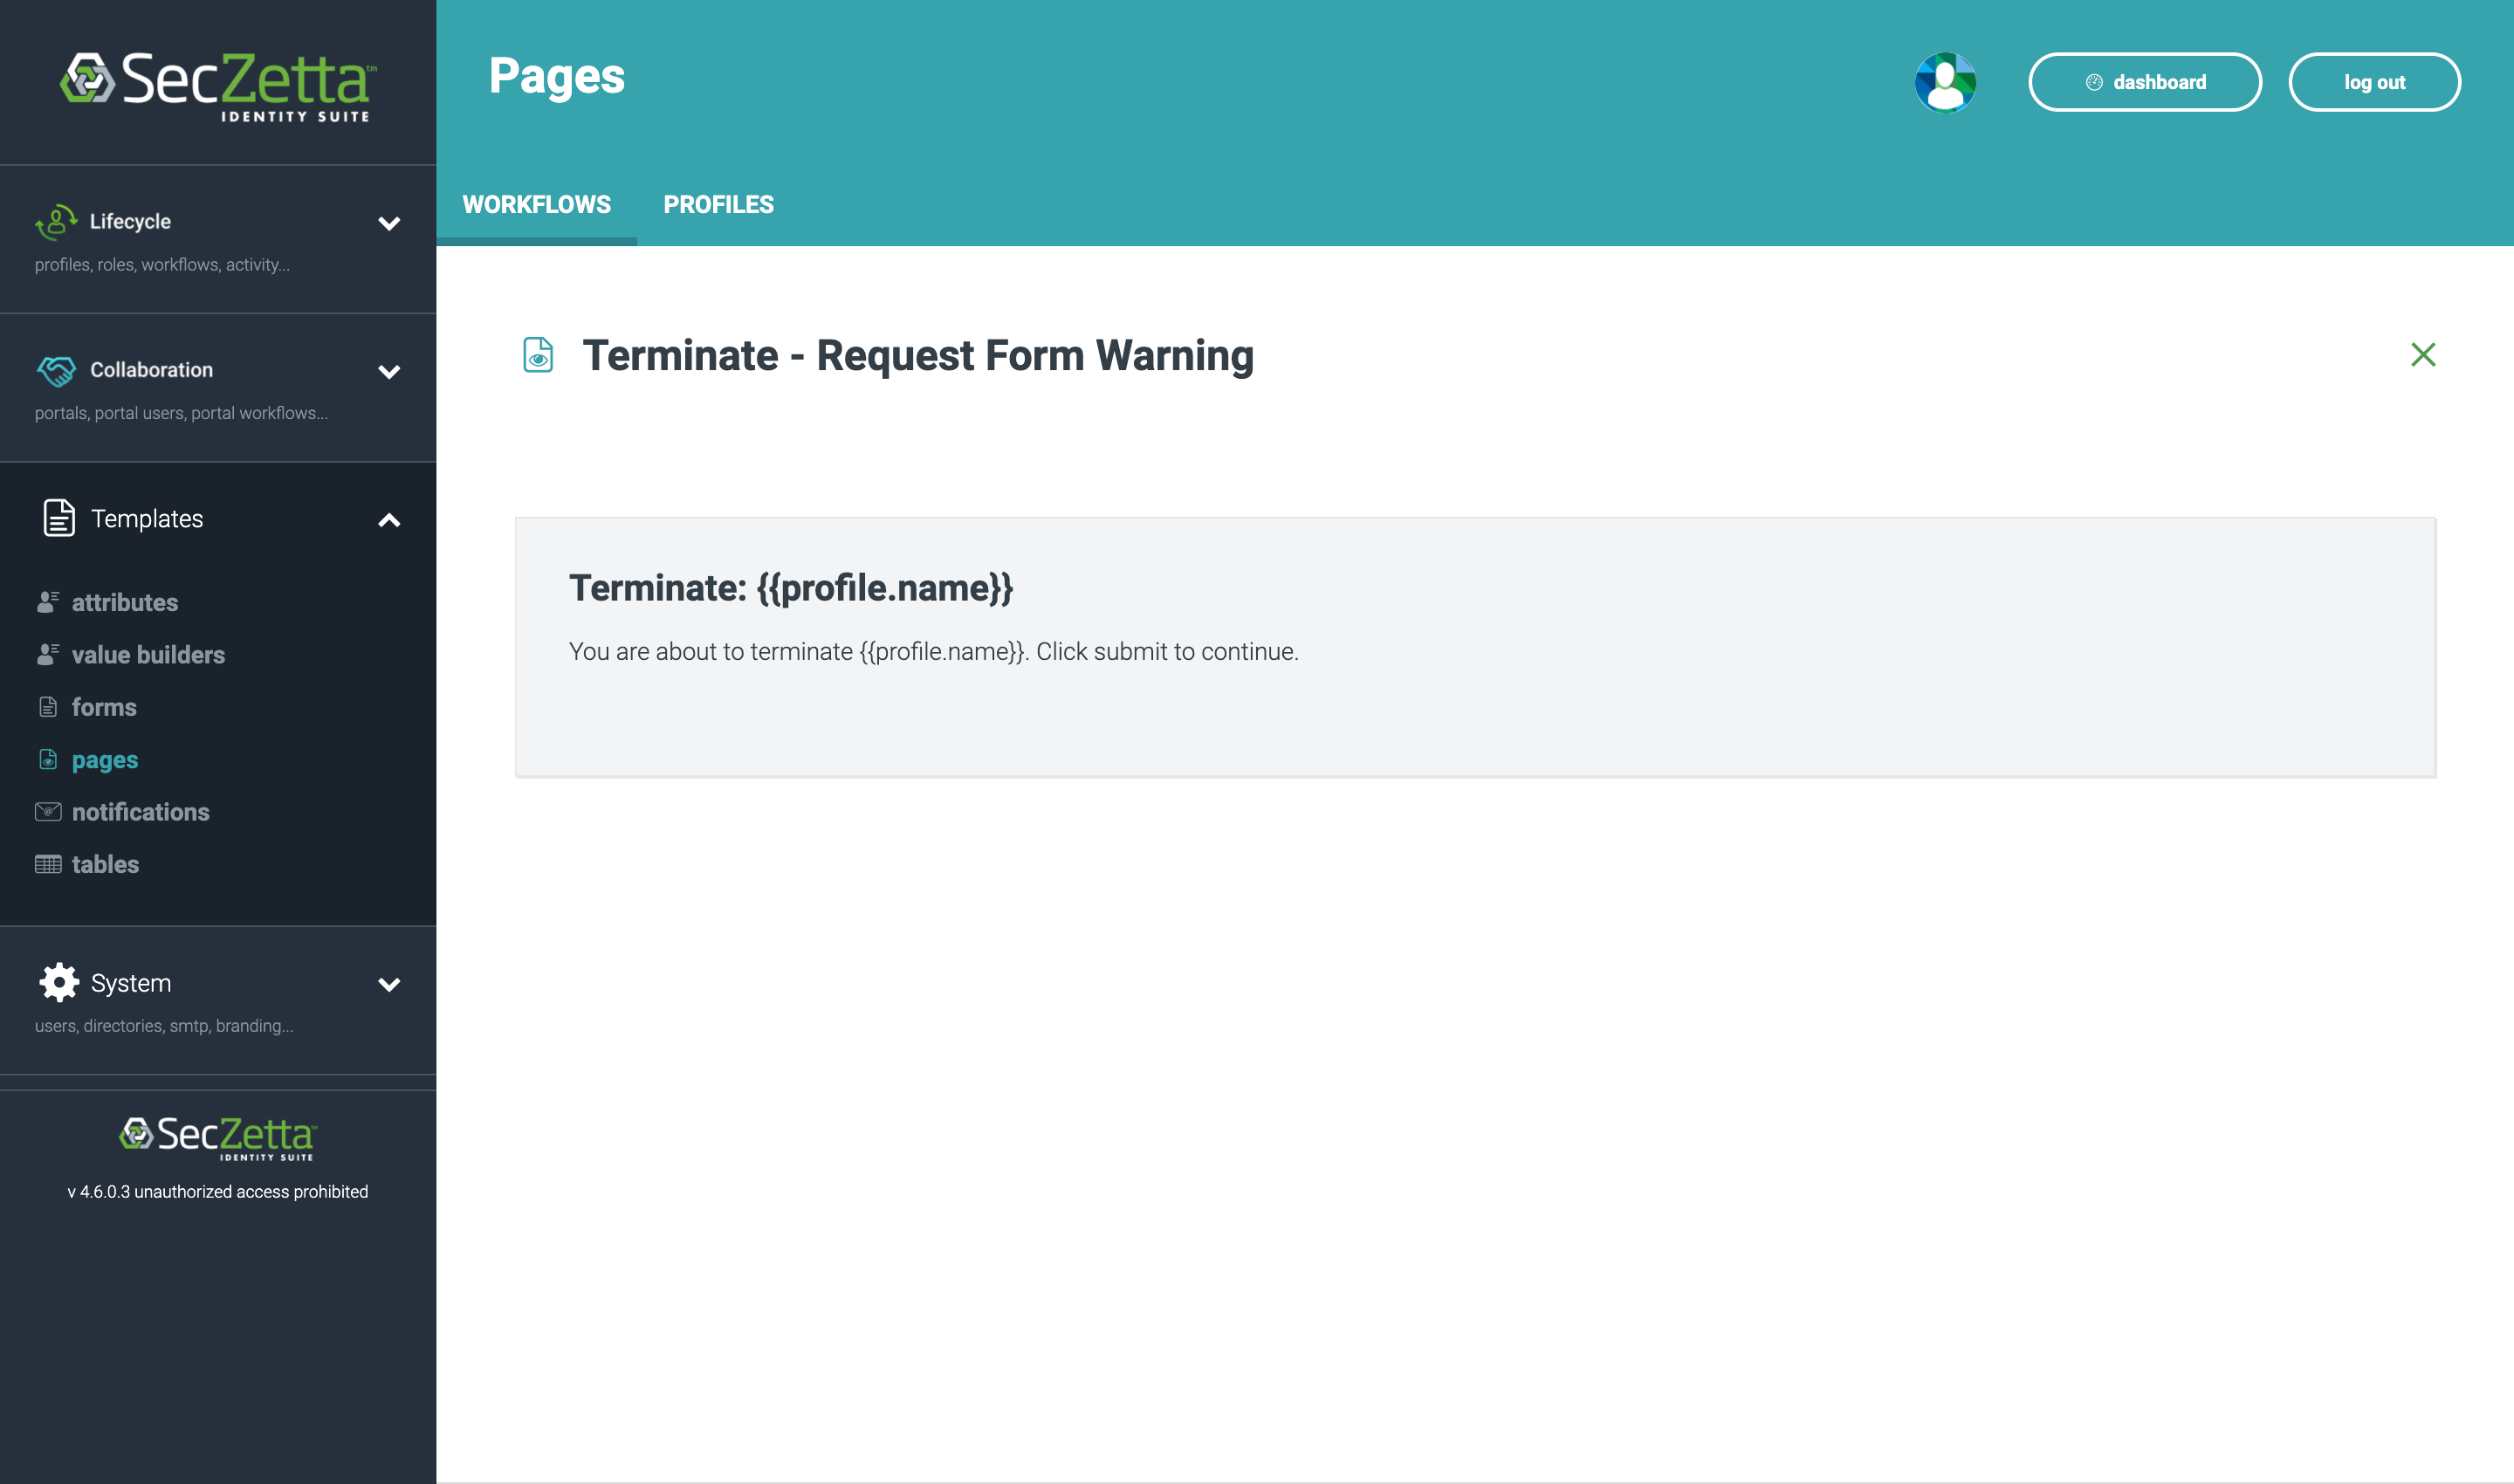 SecZetta™
IDENTITY SUITE
Lifecycle
profiles, roles, workflows, activity...
Collaboration
portals, portal users, portal workflows...
Templates
attributes
value builders
forms
pages
notifications
tables
System
users, directories, smtp, branding...
SecZetta™
IDENTITY SUITE
v 4.6.0.3 unauthorized access prohibited
Pages
dashboard
log out
WORKFLOWS PROFILES
Terminate - Request Form Warning
Terminate: {{profile.name}}
You are about to terminate {{profile.name}}. Click submit to continue.